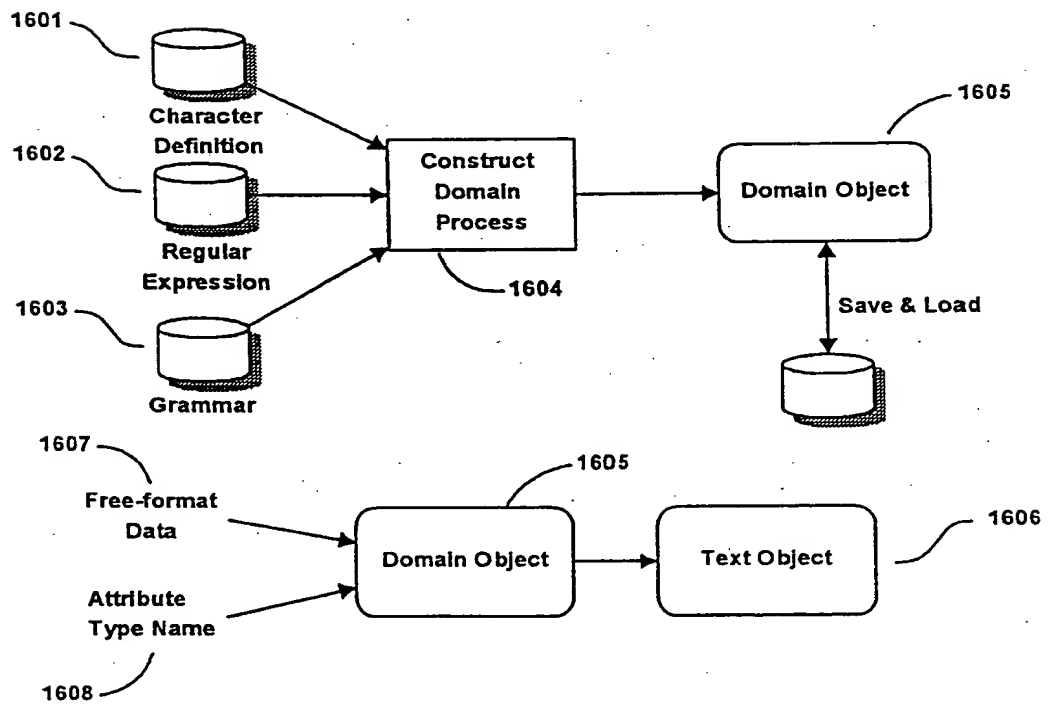 1601
Character
Definition
1602
Regular
Expression
1603
Grammar
Construct
Domain
Process
1604
1605
Domain Object
Save & Load
1607
Free-format
Data
Attribute
Type Name
1608
1605
Domain Object
Text Object
1606